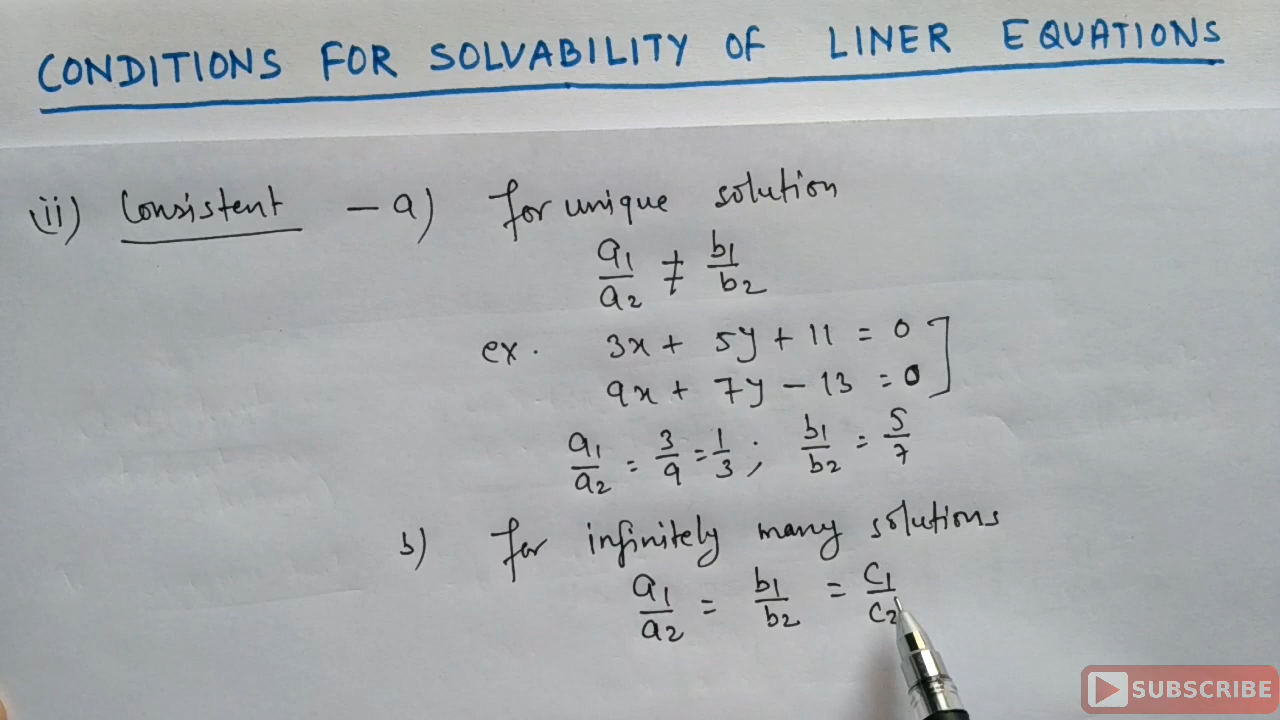 CONDITIONS FOR SOLVABILITY OF LINER EQUATIONS
(ii) Consistent - a) for unique solution
a1/a2 ≠ b1/b2
ex. 3x + 5y + 11 = 0
9x + 7y - 13 = 0
a1/a2 = 3/9 = 1/3 ; b1/b2 = 5/7
b) for infinitely many solutions
a1/a2 = b1/b2 = c1/c2
SUBSCRIBE